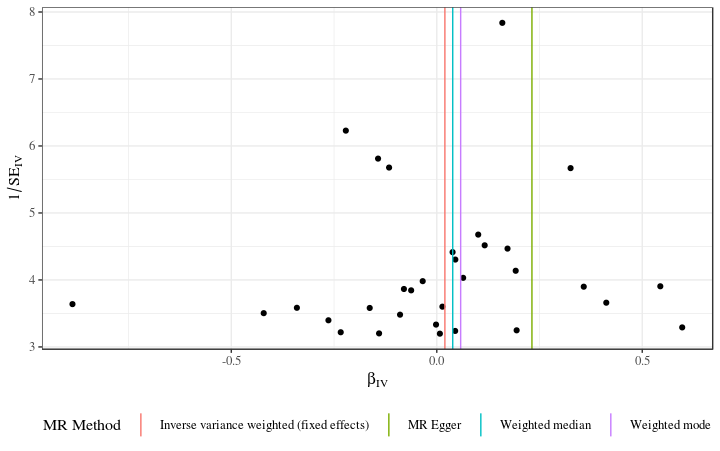 8
7
6
5
4
3
1/SE_IV
-0.5 0.0 0.5
β_IV
MR Method Inverse variance weighted (fixed effects) MR Egger Weighted median Weighted mode